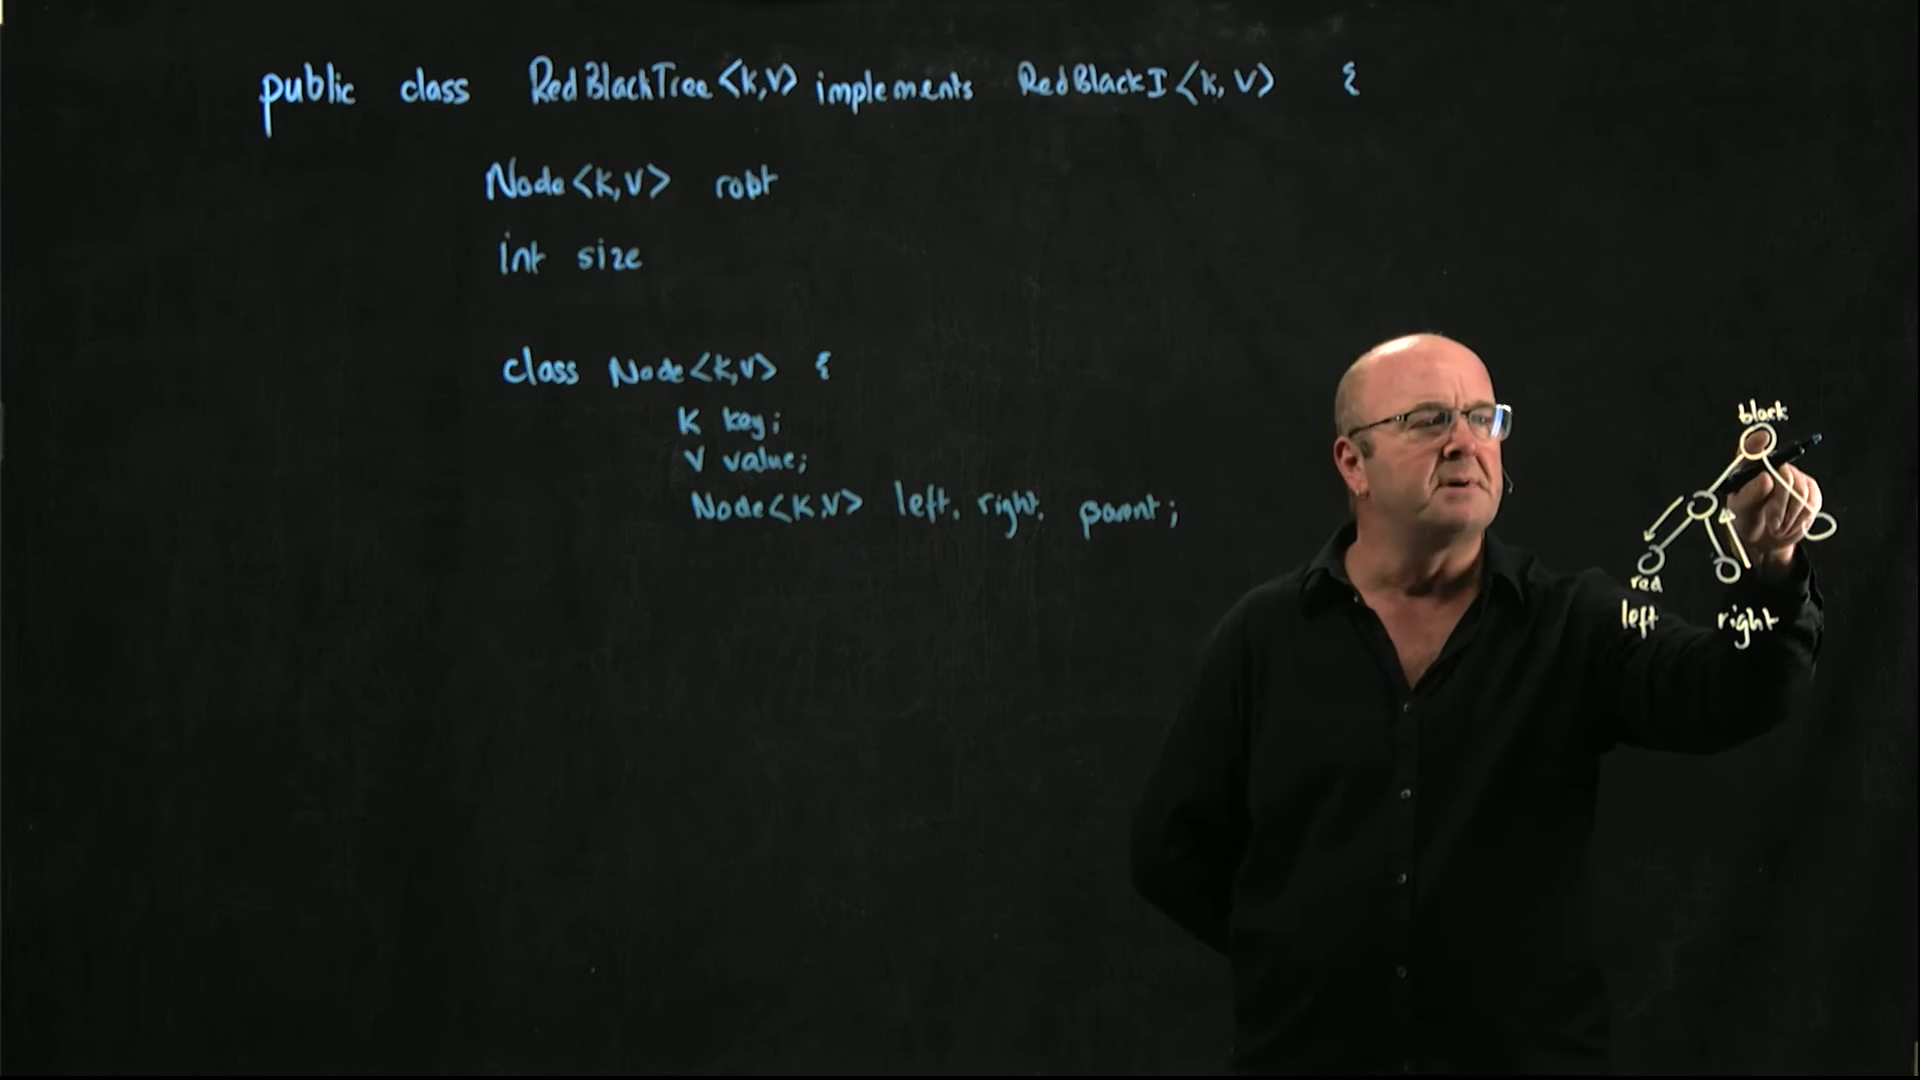 public class RedBlackTree<K,V> implements RedBlackI<K, V> {
Node<K,V> root
int size
class Node<K,V> {
K key;
V value;
Node<K,V> left, right, parent;
black
red
left right